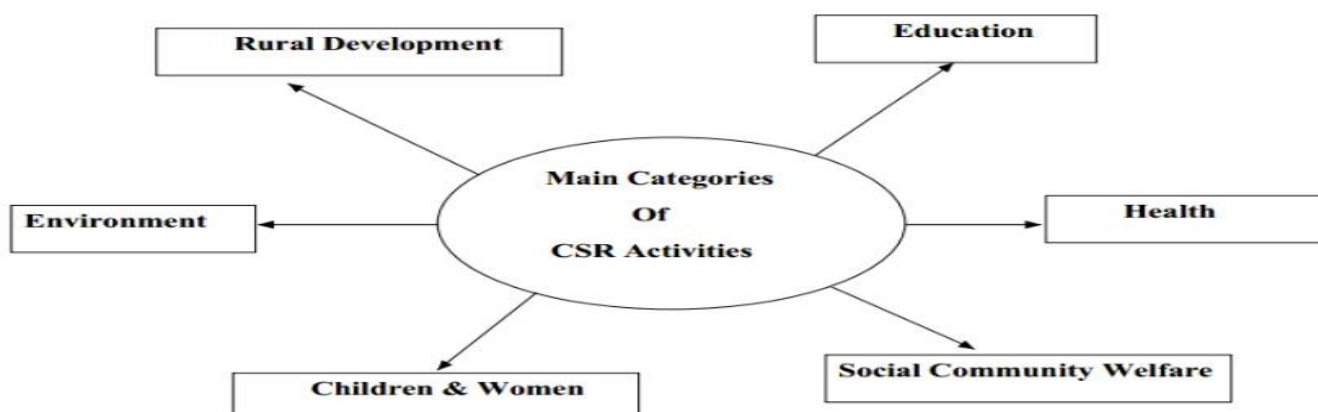 Rural Development
Education
Main Categories
Of
CSR Activities
Environment
Health
Children & Women
Social Community Welfare